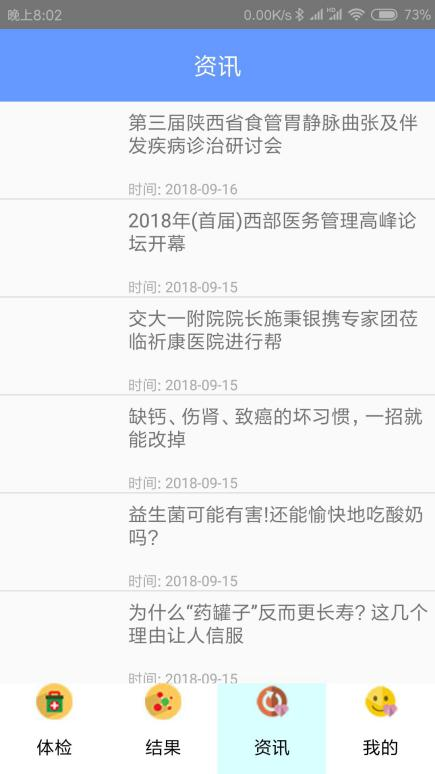 晚上8:02
0.00K/s HD 73%
资讯
第三届陕西省食管胃静脉曲张及伴
发疾病诊治研讨会
时间: 2018-09-16
2018年(首届)西部医务管理高峰论
坛开幕
时间: 2018-09-15
交大一附院院长施秉银携专家团莅
临祈康医院进行帮
时间: 2018-09-15
缺钙、伤肾、致癌的坏习惯，一招就
能改掉
时间: 2018-09-15
益生菌可能有害!还能愉快地吃酸奶
吗？
时间: 2018-09-15
为什么“药罐子”反而更长寿？这几个
理由让人信服
时间: 2018-09-15
体检
结果
资讯
我的